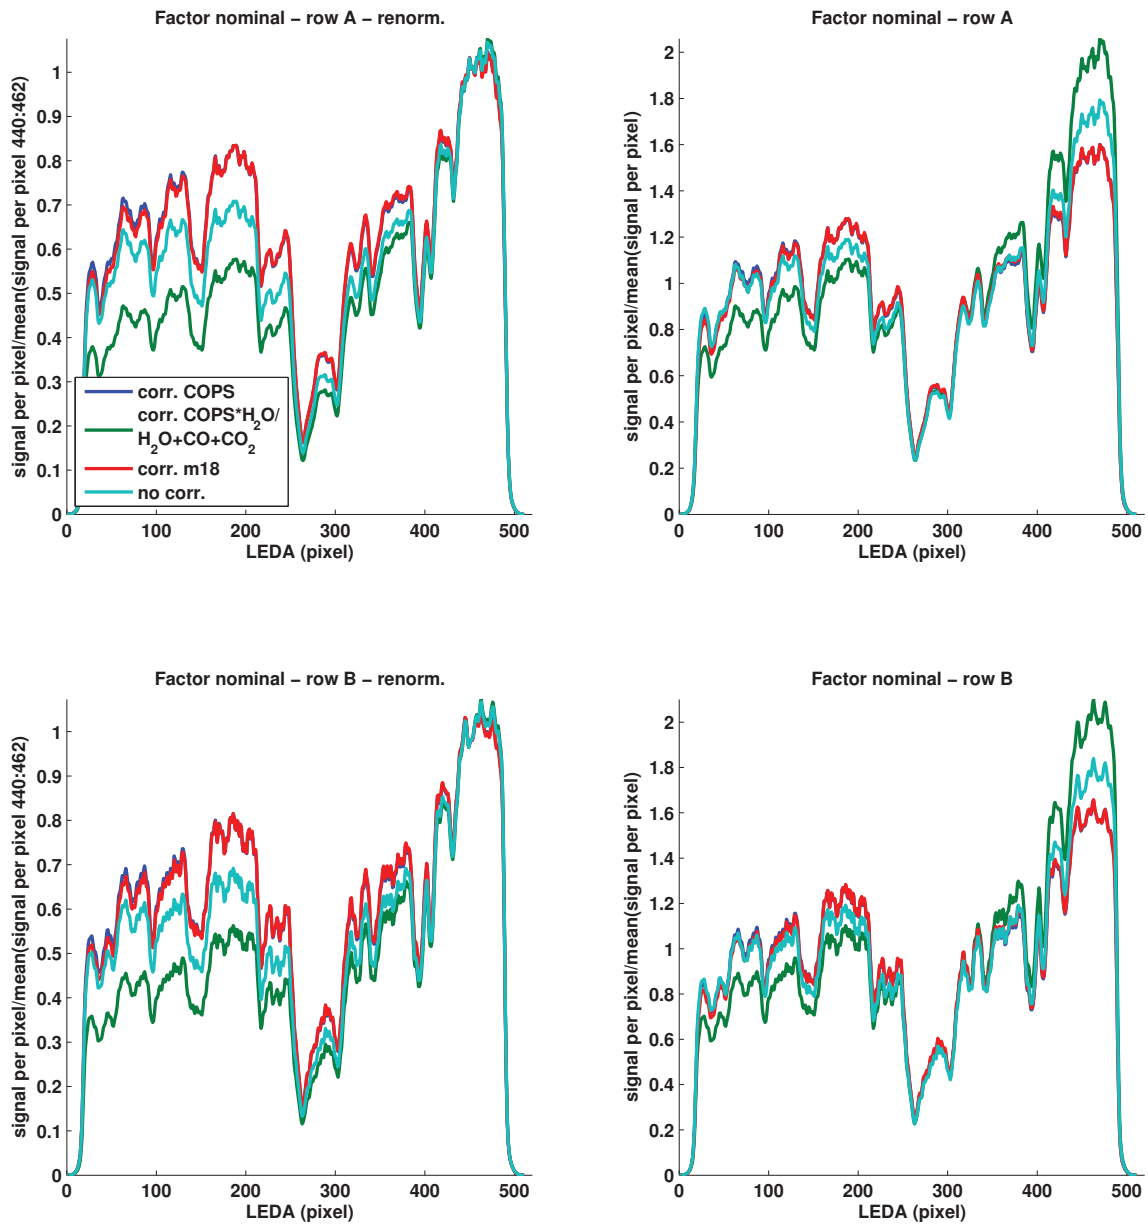 Factor nominal − row A − renorm.
signal per pixel/mean(signal per pixel 440:462)
1
0.9
0.8
0.7
0.6
0.5
0.4
0.3
0.2
0.1
0
corr. COPS
corr. COPS*H2O/
H2O+CO+CO2
corr. m18
no corr.
0 100 200 300 400 500
LEDA (pixel)
Factor nominal − row A
signal per pixel/mean(signal per pixel)
2
1.8
1.6
1.4
1.2
1
0.8
0.6
0.4
0.2
0
0 100 200 300 400 500
LEDA (pixel)
Factor nominal − row B − renorm.
signal per pixel/mean(signal per pixel 440:462)
1
0.9
0.8
0.7
0.6
0.5
0.4
0.3
0.2
0.1
0
0 100 200 300 400 500
LEDA (pixel)
Factor nominal − row B
signal per pixel/mean(signal per pixel)
2
1.8
1.6
1.4
1.2
1
0.8
0.6
0.4
0.2
0
0 100 200 300 400 500
LEDA (pixel)